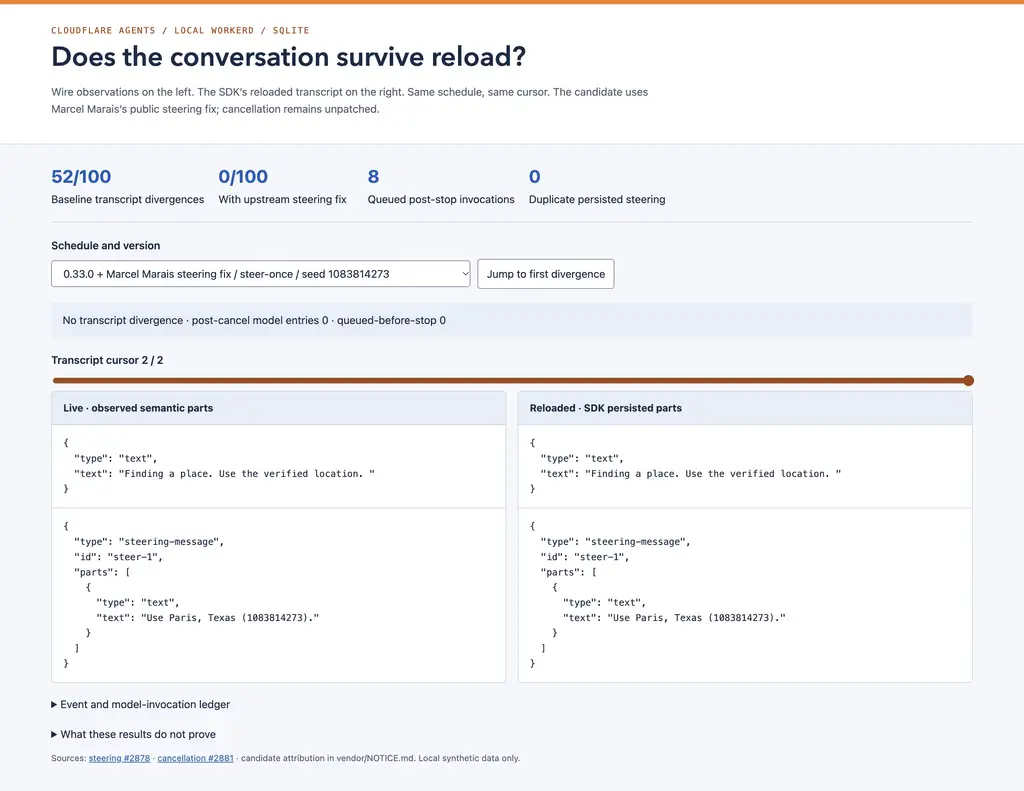 CLOUDFLARE AGENTS / LOCAL WORKERD / SQLITE
Does the conversation survive reload?
Wire observations on the left. The SDK's reloaded transcript on the right. Same schedule, same cursor. The candidate uses
Marcel Marais's public steering fix; cancellation remains unpatched.
52/100
Baseline transcript divergences
0/100
With upstream steering fix
8
Queued post-stop invocations
0
Duplicate persisted steering
Schedule and version
0.33.0 + Marcel Marais steering fix / steer-once / seed 1083814273
Jump to first divergence
No transcript divergence · post-cancel model entries 0 · queued-before-stop 0
Transcript cursor 2 / 2
Live · observed semantic parts
{
"type": "text",
"text": "Finding a place. Use the verified location. "
}
{
"type": "steering-message",
"id": "steer-1",
"parts": [
{
"type": "text",
"text": "Use Paris, Texas (1083814273)."
}
]
}
Reloaded · SDK persisted parts
{
"type": "text",
"text": "Finding a place. Use the verified location. "
}
{
"type": "steering-message",
"id": "steer-1",
"parts": [
{
"type": "text",
"text": "Use Paris, Texas (1083814273)."
}
]
}
▶ Event and model-invocation ledger
▶ What these results do not prove
Sources: steering #2878 · cancellation #2881 · candidate attribution in vendor/NOTICE.md. Local synthetic data only.